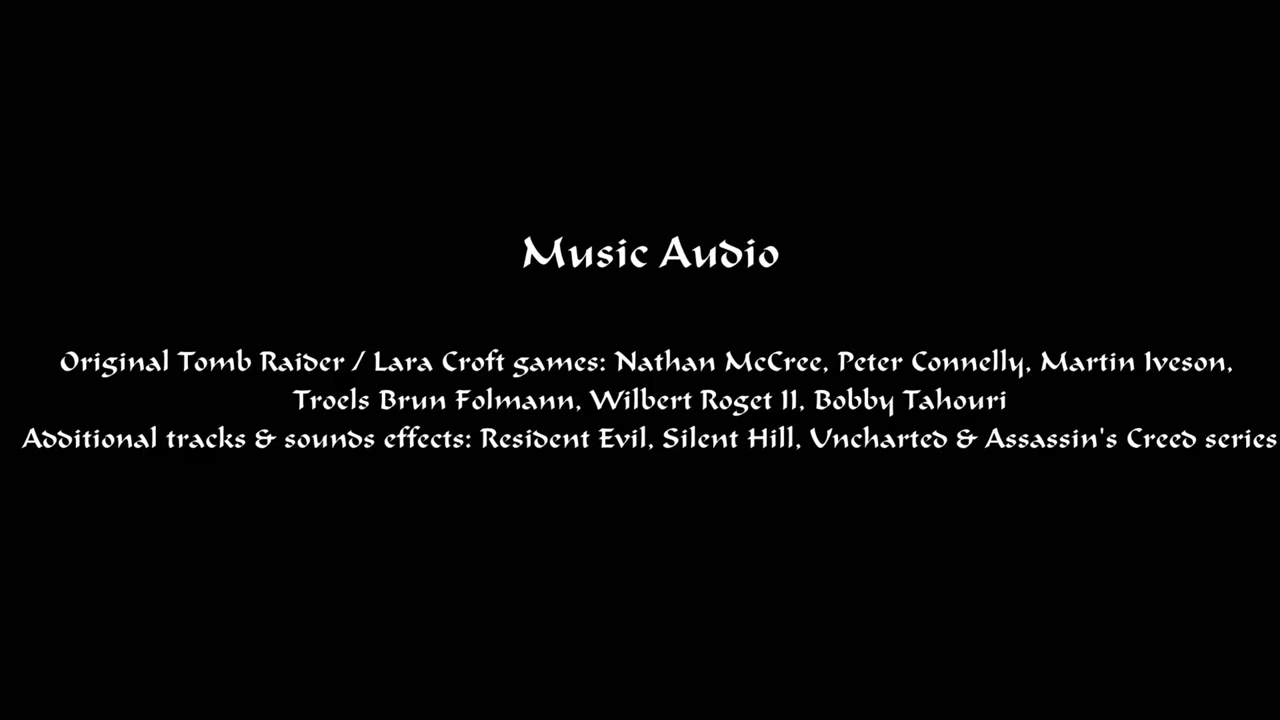 Music Audio
Original Tomb Raider / Lara Croft games: Nathan McCree, Peter Connelly, Martin Iveson,
Troels Brun Folmann, Wilbert Roget II, Bobby Tahouri
Additional tracks & sounds effects: Resident Evil, Silent Hill, Uncharted & Assassin's Creed series